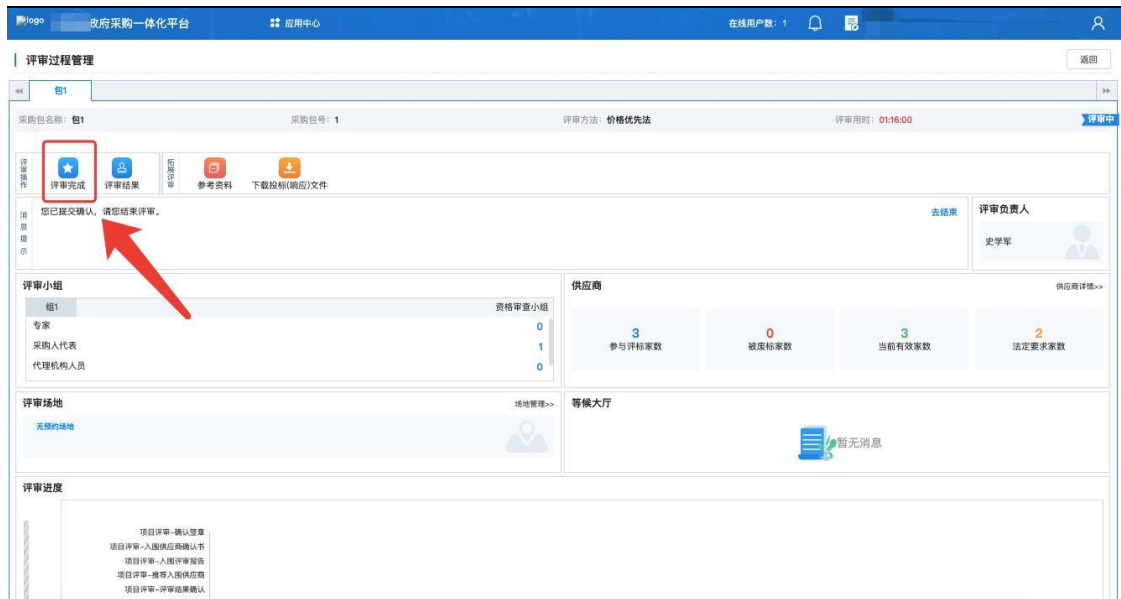 logo 政府采购一体化平台 应用中心 在线用户数：1
评审过程管理 返回
包1
采购包名称：包1 采购包号：1 评审方法：价格优先法 评审用时：01:16:00 评审中
评审操作 评审完成 评审结果 拓展评审 参考资料 下载投标(响应)文件
消息提示 您已提交确认，请您结束评审。 去结束
评审负责人
史学军
评审小组
组1 资格审查小组
专家 0
采购人代表 1
代理机构人员 0
供应商 供应商详情>>
3 0 3 2
参与评标家数 被废标家数 当前有效家数 法定要求家数
评审场地 场地管理>>
无预约场地
等候大厅
暂无消息
评审进度
项目评审-确认签章
项目评审-入围供应商确认书
项目评审-入围评审报告
项目评审-推荐入围供应商
项目评审-评审结果确认